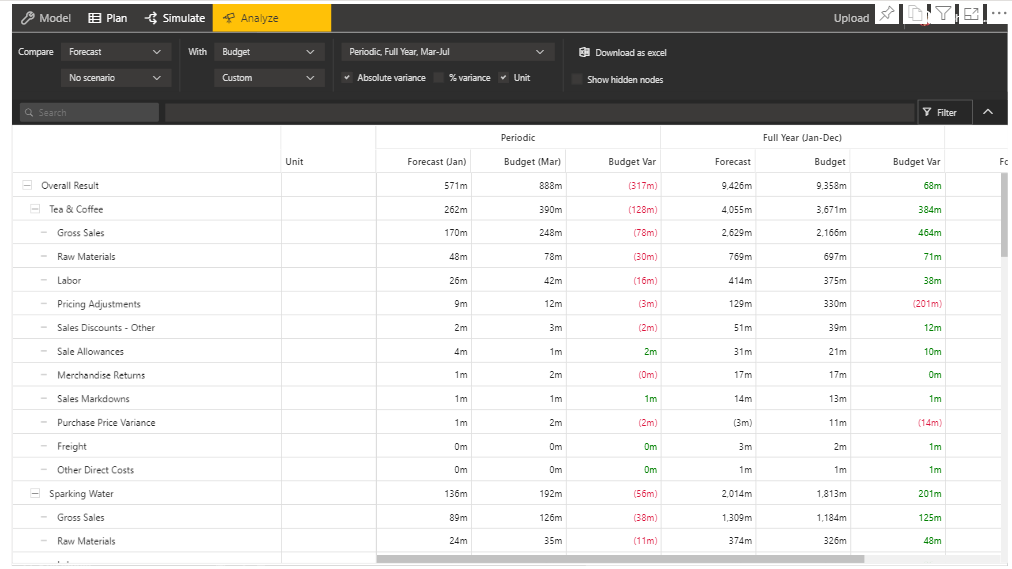 Model Plan Simulate Analyze Upload
Compare Forecast With Budget Periodic, Full Year, Mar-Jul Download as excel
No scenario Custom Absolute variance % variance Unit Show hidden nodes
Search Filter
Periodic Full Year (Jan-Dec)
Unit Forecast (Jan) Budget (Mar) Budget Var Forecast Budget Budget Var
Overall Result 571m 888m (317m) 9,426m 9,358m 68m
Tea & Coffee 262m 390m (128m) 4,055m 3,671m 384m
Gross Sales 170m 248m (78m) 2,629m 2,166m 464m
Raw Materials 48m 78m (30m) 769m 697m 71m
Labor 26m 42m (16m) 414m 375m 38m
Pricing Adjustments 9m 12m (3m) 129m 330m (201m)
Sales Discounts - Other 2m 3m (2m) 51m 39m 12m
Sale Allowances 4m 1m 2m 31m 21m 10m
Merchandise Returns 1m 2m (0m) 17m 17m 0m
Sales Markdowns 1m 1m 1m 14m 13m 1m
Purchase Price Variance 1m 2m (2m) (3m) 11m (14m)
Freight 0m 0m 0m 3m 2m 1m
Other Direct Costs 0m 0m 0m 1m 1m 1m
Sparking Water 136m 192m (56m) 2,014m 1,813m 201m
Gross Sales 89m 126m (38m) 1,309m 1,184m 125m
Raw Materials 24m 35m (11m) 374m 326m 48m